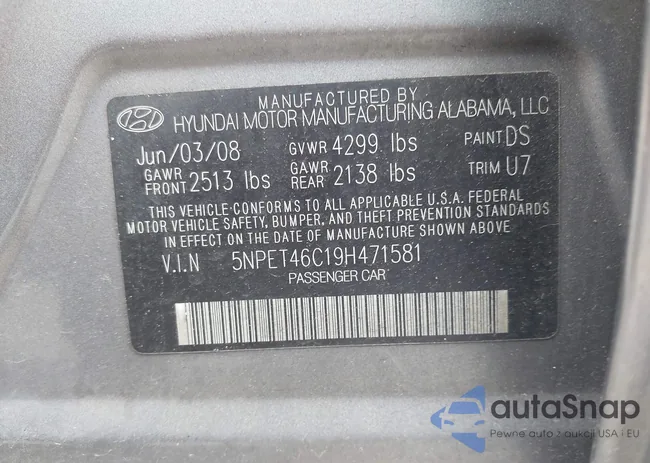 MANUFACTURED BY
HYUNDAI MOTOR MANUFACTURING ALABAMA, LLC
Jun/03/08 GVWR 4299 lbs PAINT DS
GAWR FRONT 2513 lbs GAWR REAR 2138 lbs TRIM U7
THIS VEHICLE CONFORMS TO ALL APPLICABLE U.S.A. FEDERAL
MOTOR VEHICLE SAFETY, BUMPER, AND THEFT PREVENTION STANDARDS
IN EFFECT ON THE DATE OF MANUFACTURE SHOWN ABOVE
V.I.N 5NPET46C19H471581
PASSENGER CAR
autaSnap
Pewne auto z aukcji USA - EU